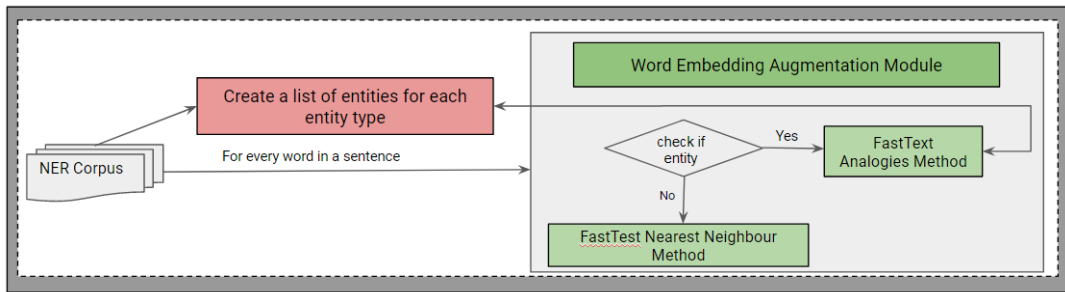 Word Embedding Augmentation Module
Create a list of entities for each
entity type
NER Corpus
For every word in a sentence
check if
entity
Yes
FastText
Analogies Method
No
FastTest Nearest Neighbour
Method